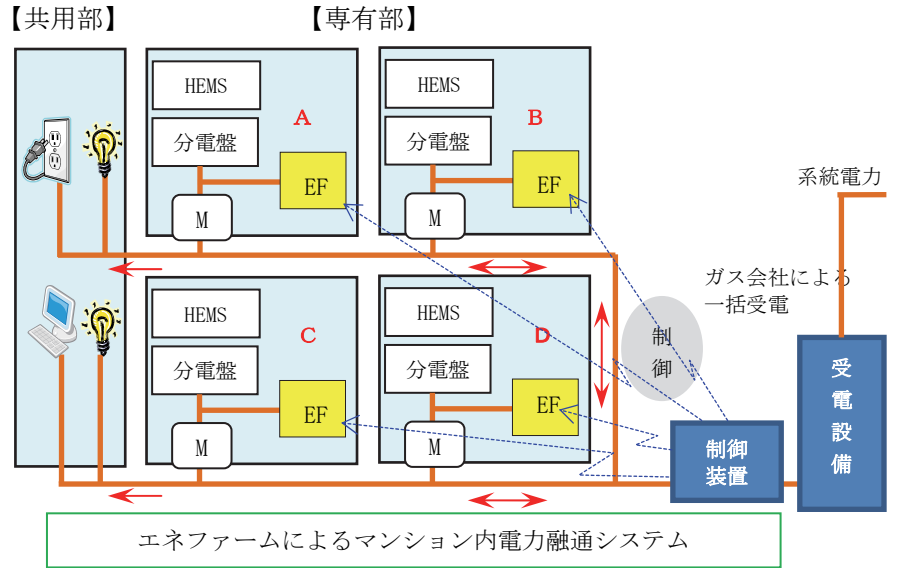 【共用部】
【専有部】
HEMS
A
分電盤
EF
M
HEMS
B
分電盤
EF
M
系統電力
ガス会社による
一括受電
制
御
HEMS
C
分電盤
EF
M
HEMS
D
分電盤
EF
M
制御
装置
受
電
設
備
エネファームによるマンション内電力融通システム